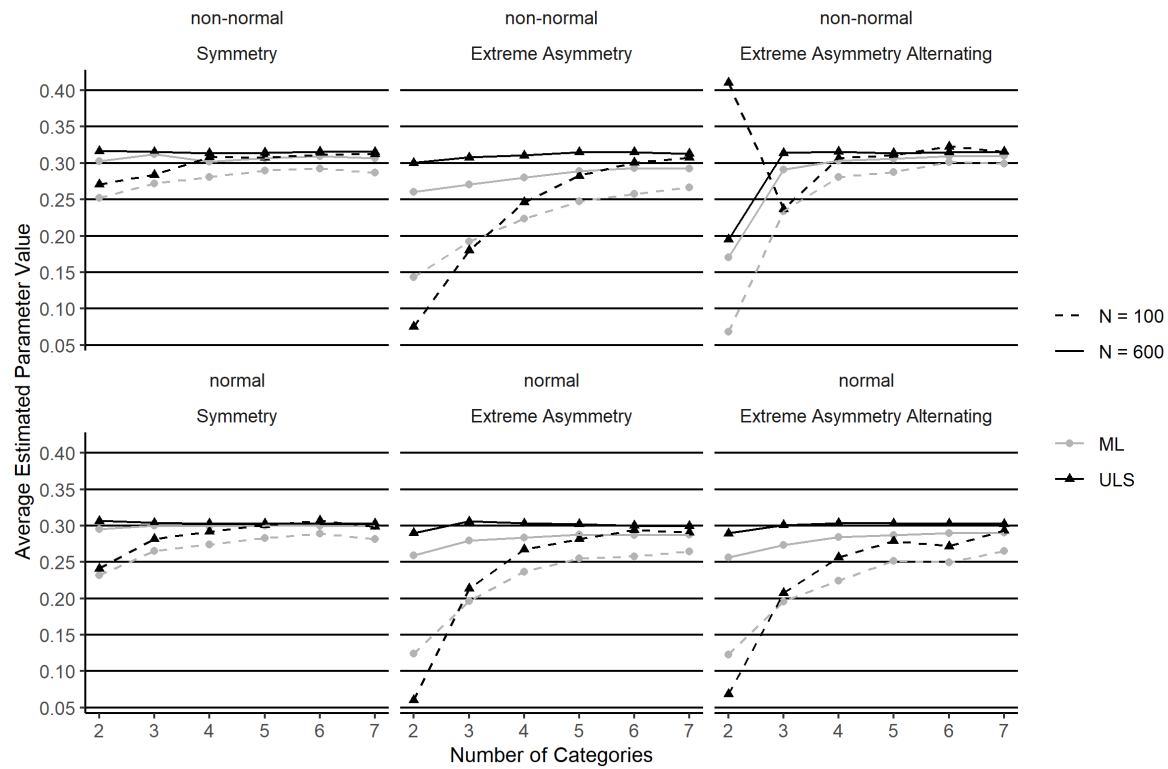 non-normal non-normal non-normal
Symmetry Extreme Asymmetry Extreme Asymmetry Alternating
0.40
0.35
0.30
0.25
0.20
0.15
0.10
0.05
Average Estimated Parameter Value
N = 100
N = 600
ML
ULS
normal normal normal
Symmetry Extreme Asymmetry Extreme Asymmetry Alternating
0.40
0.35
0.30
0.25
0.20
0.15
0.10
0.05
2 3 4 5 6 7 2 3 4 5 6 7 2 3 4 5 6 7
Number of Categories